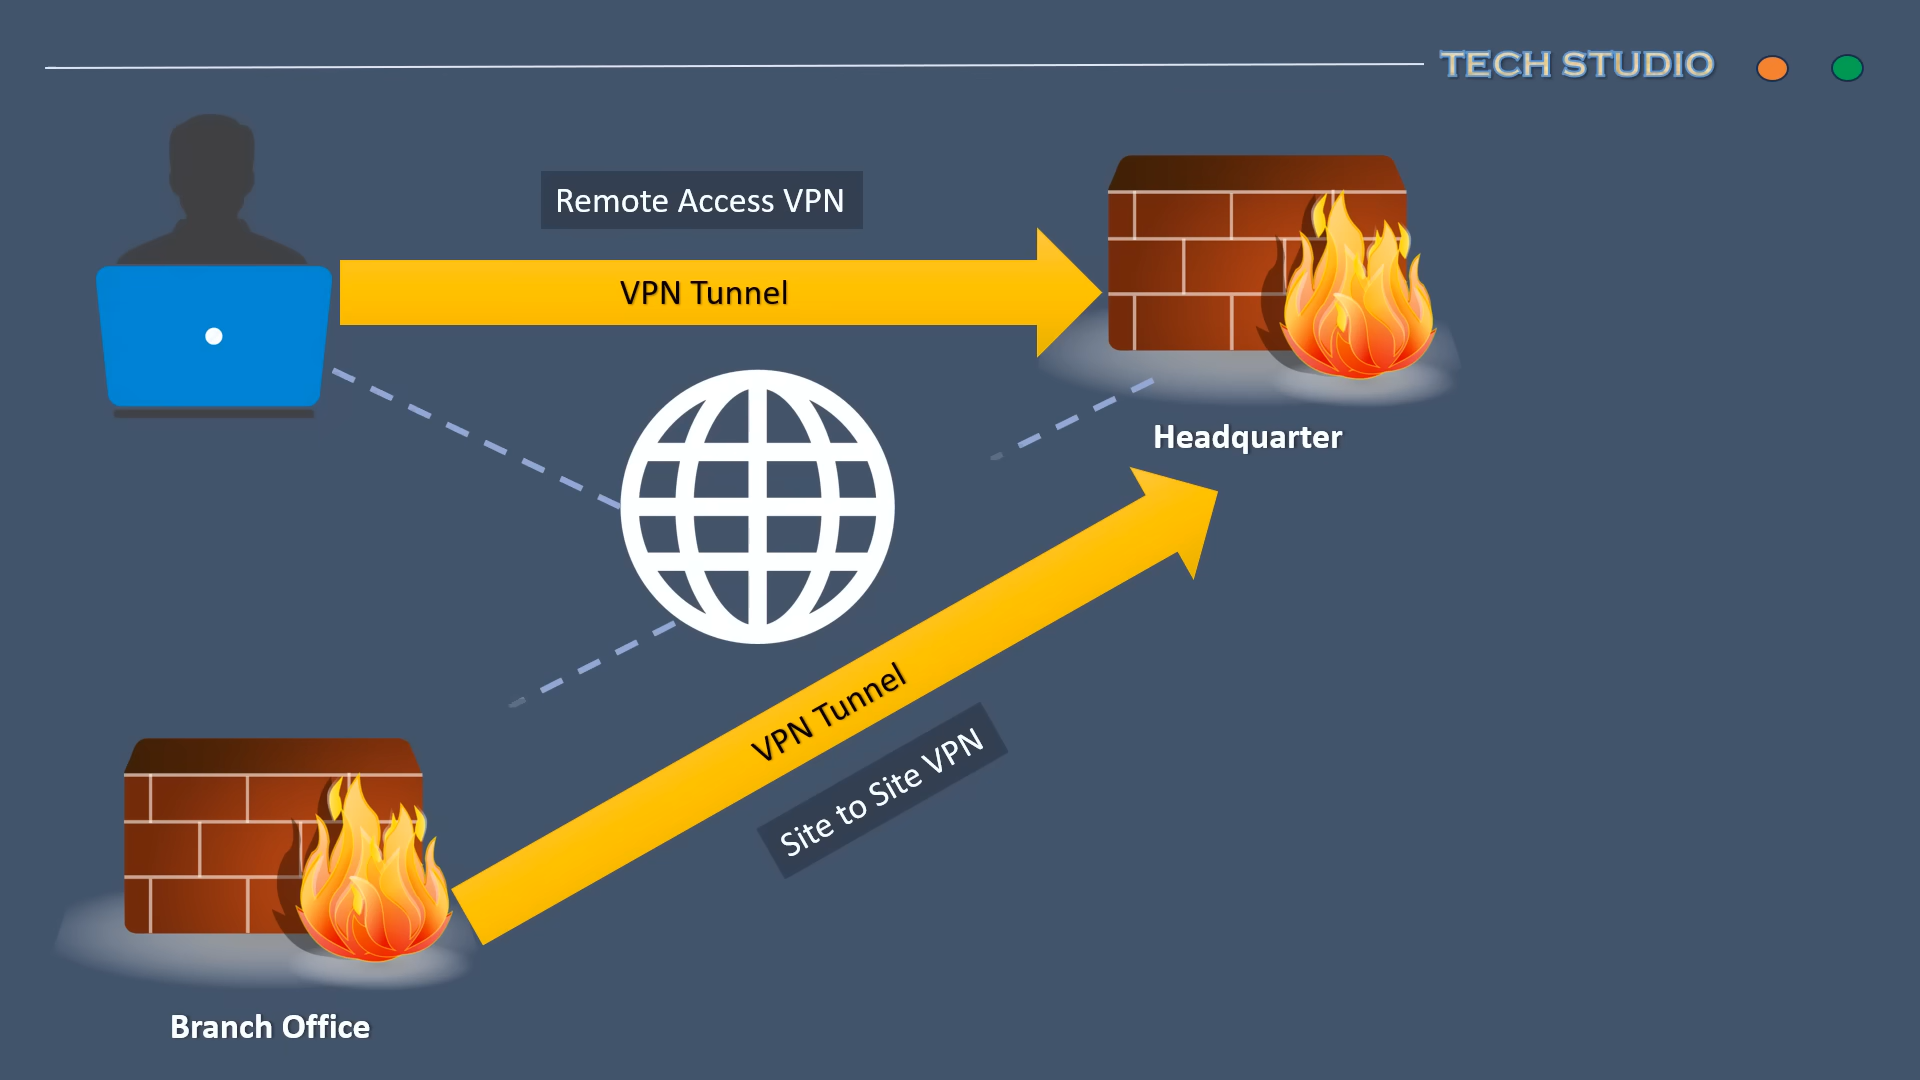 TECH STUDIO
Remote Access VPN
VPN Tunnel
Headquarter
VPN Tunnel
Site to Site VPN
Branch Office